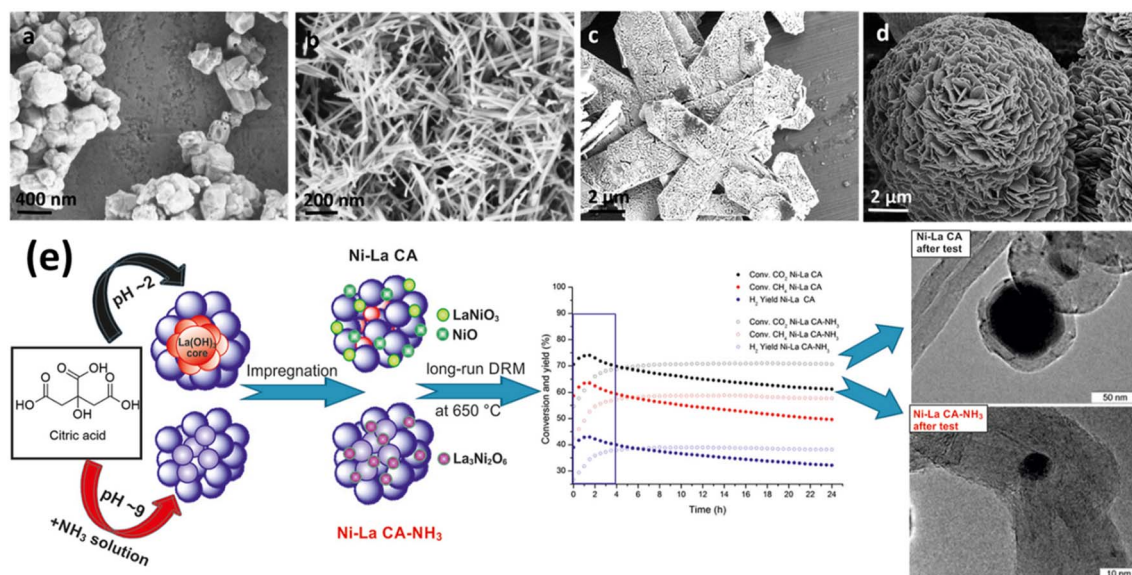 a
400 nm
b
200 nm
c
2 µm
d
2 µm
(e)
pH ~2
O OH
O O
HO OH OH
Citric acid
pH ~9
+NH₃ solution
La(OH)₃
core
Impregnation
Ni-La CA
LaNiO₃
NiO
La₃Ni₂O₆
Ni-La CA-NH₃
long-run DRM
at 650 °C
Conv. CO₂ Ni-La CA
Conv. CH₄ Ni-La CA
H₂ Yield Ni-La CA
Conv. CO₂ Ni-La CA-NH₃
Conv. CH₄ Ni-La CA-NH₃
H₂ Yield Ni-La CA-NH₃
Conversion and yield (%)
100
90
80
70
60
50
40
30
0 2 4 6 8 10 12 14 16 18 20 22 24
Time (h)
Ni-La CA
after test
50 nm
Ni-La CA-NH₃
after test
10 nm